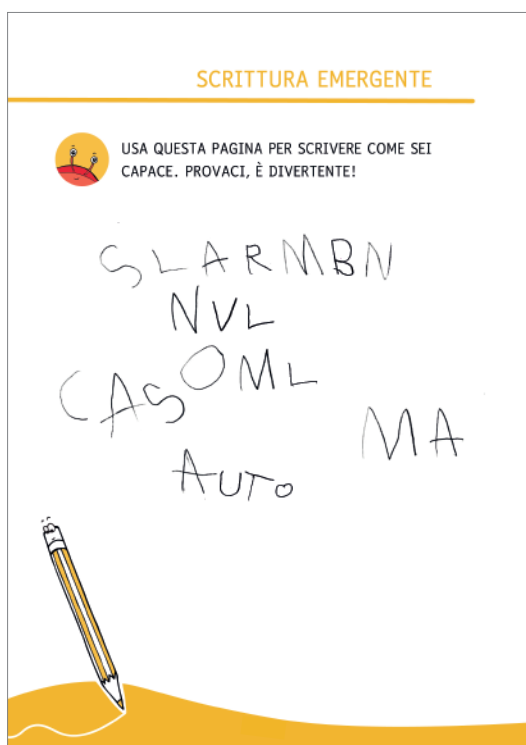 SCRITTURA EMERGENTE
USA QUESTA PAGINA PER SCRIVERE COME SEI
CAPACE. PROVACI, È DIVERTENTE!
SLARMBN
NVL
CASOML
MA
AUTO